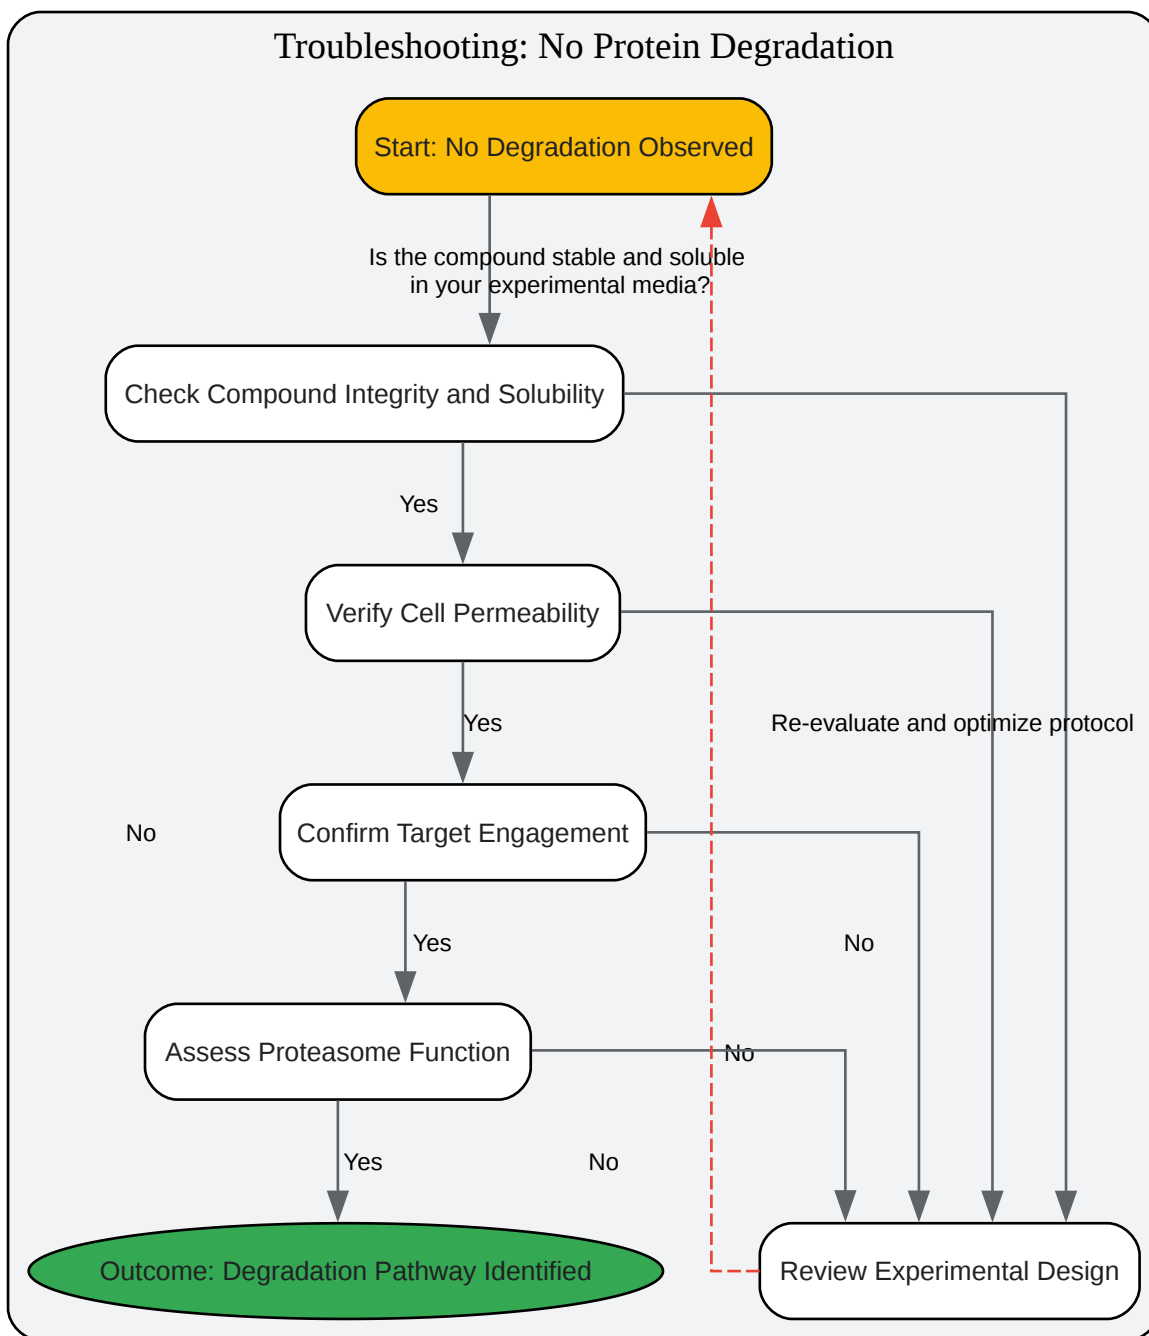 Troubleshooting: No Protein Degradation
Start: No Degradation Observed
Is the compound stable and soluble
in your experimental media?
Check Compound Integrity and Solubility
Yes
Verify Cell Permeability
Yes
Re-evaluate and optimize protocol
No
Confirm Target Engagement
Yes
No
Assess Proteasome Function
No
Yes
No
Outcome: Degradation Pathway Identified
Review Experimental Design